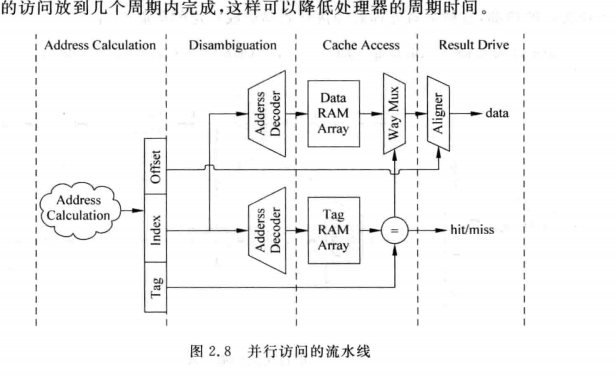 的访问放到几个周期内完成,这样可以降低处理器的周期时间。
Address Calculation
Disambiguation
Cache Access
Result Drive
Adderss
Decoder
Data
RAM
Array
Way Mux
Aligner
data
Offset
Address
Calculation
Index
Adderss
Decoder
Tag
RAM
Array
=
hit/miss
Tag
图 2.8 并行访问的流水线